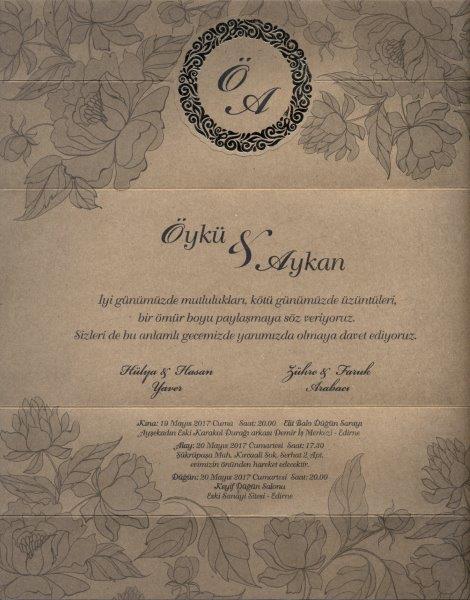 Ö
A
Öykü
&
Aykan
İyi günümüzde mutlulukları, kötü günümüzde üzüntüleri,
bir ömür boyu paylaşmaya söz veriyoruz.
Sizleri de bu anlamlı gecemizde yanımızda olmaya davet ediyoruz.
Hülya & Hasan
Yaver
Zühre & Faruk
Arabacı
Kına: 19 Mayıs 2017 Cuma Saat: 20.00 Elit Balo Düğün Sarayı
Ayşekadın Eski Karakol Durağı arkası Demir İş Merkezi - Edirne
Alay: 20 Mayıs 2017 Cumartesi Saat: 17.30
Şükrüpaşa Mah. Kırcaali Sok. Serhat 2 Apt.
evimizin önünden hareket edecektir.
Düğün: 20 Mayıs 2017 Cumartesi Saat: 20.00
Keyif Düğün Salonu
Eski Sanayi Sitesi - Edirne